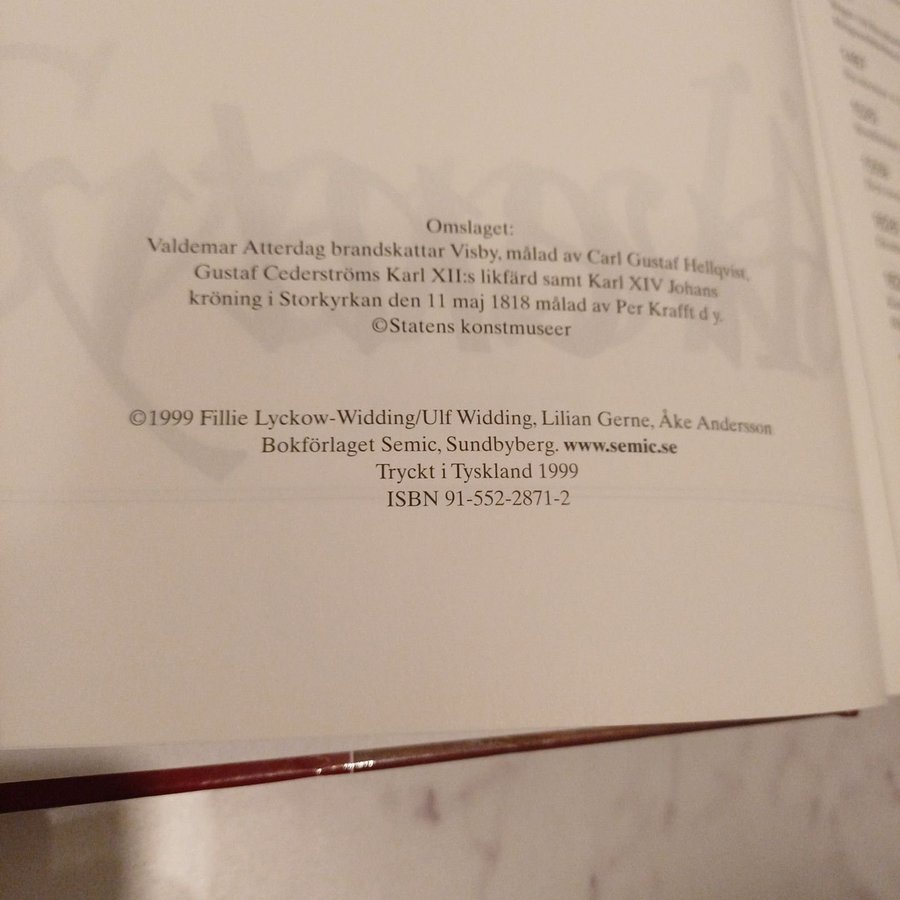 Omslaget:
Valdemar Atterdag brandskattar Visby, målad av Carl Gustaf Hellqvist,
Gustaf Cederströms Karl XII:s likfärd samt Karl XIV Johans
kröning i Storkyrkan den 11 maj 1818 målad av Per Krafft d y.
©Statens konstmuseer
©1999 Fillie Lyckow-Widding/Ulf Widding, Lilian Gerne, Åke Andersson
Bokförlaget Semic, Sundbyberg. www.semic.se
Tryckt i Tyskland 1999
ISBN 91-552-2871-2